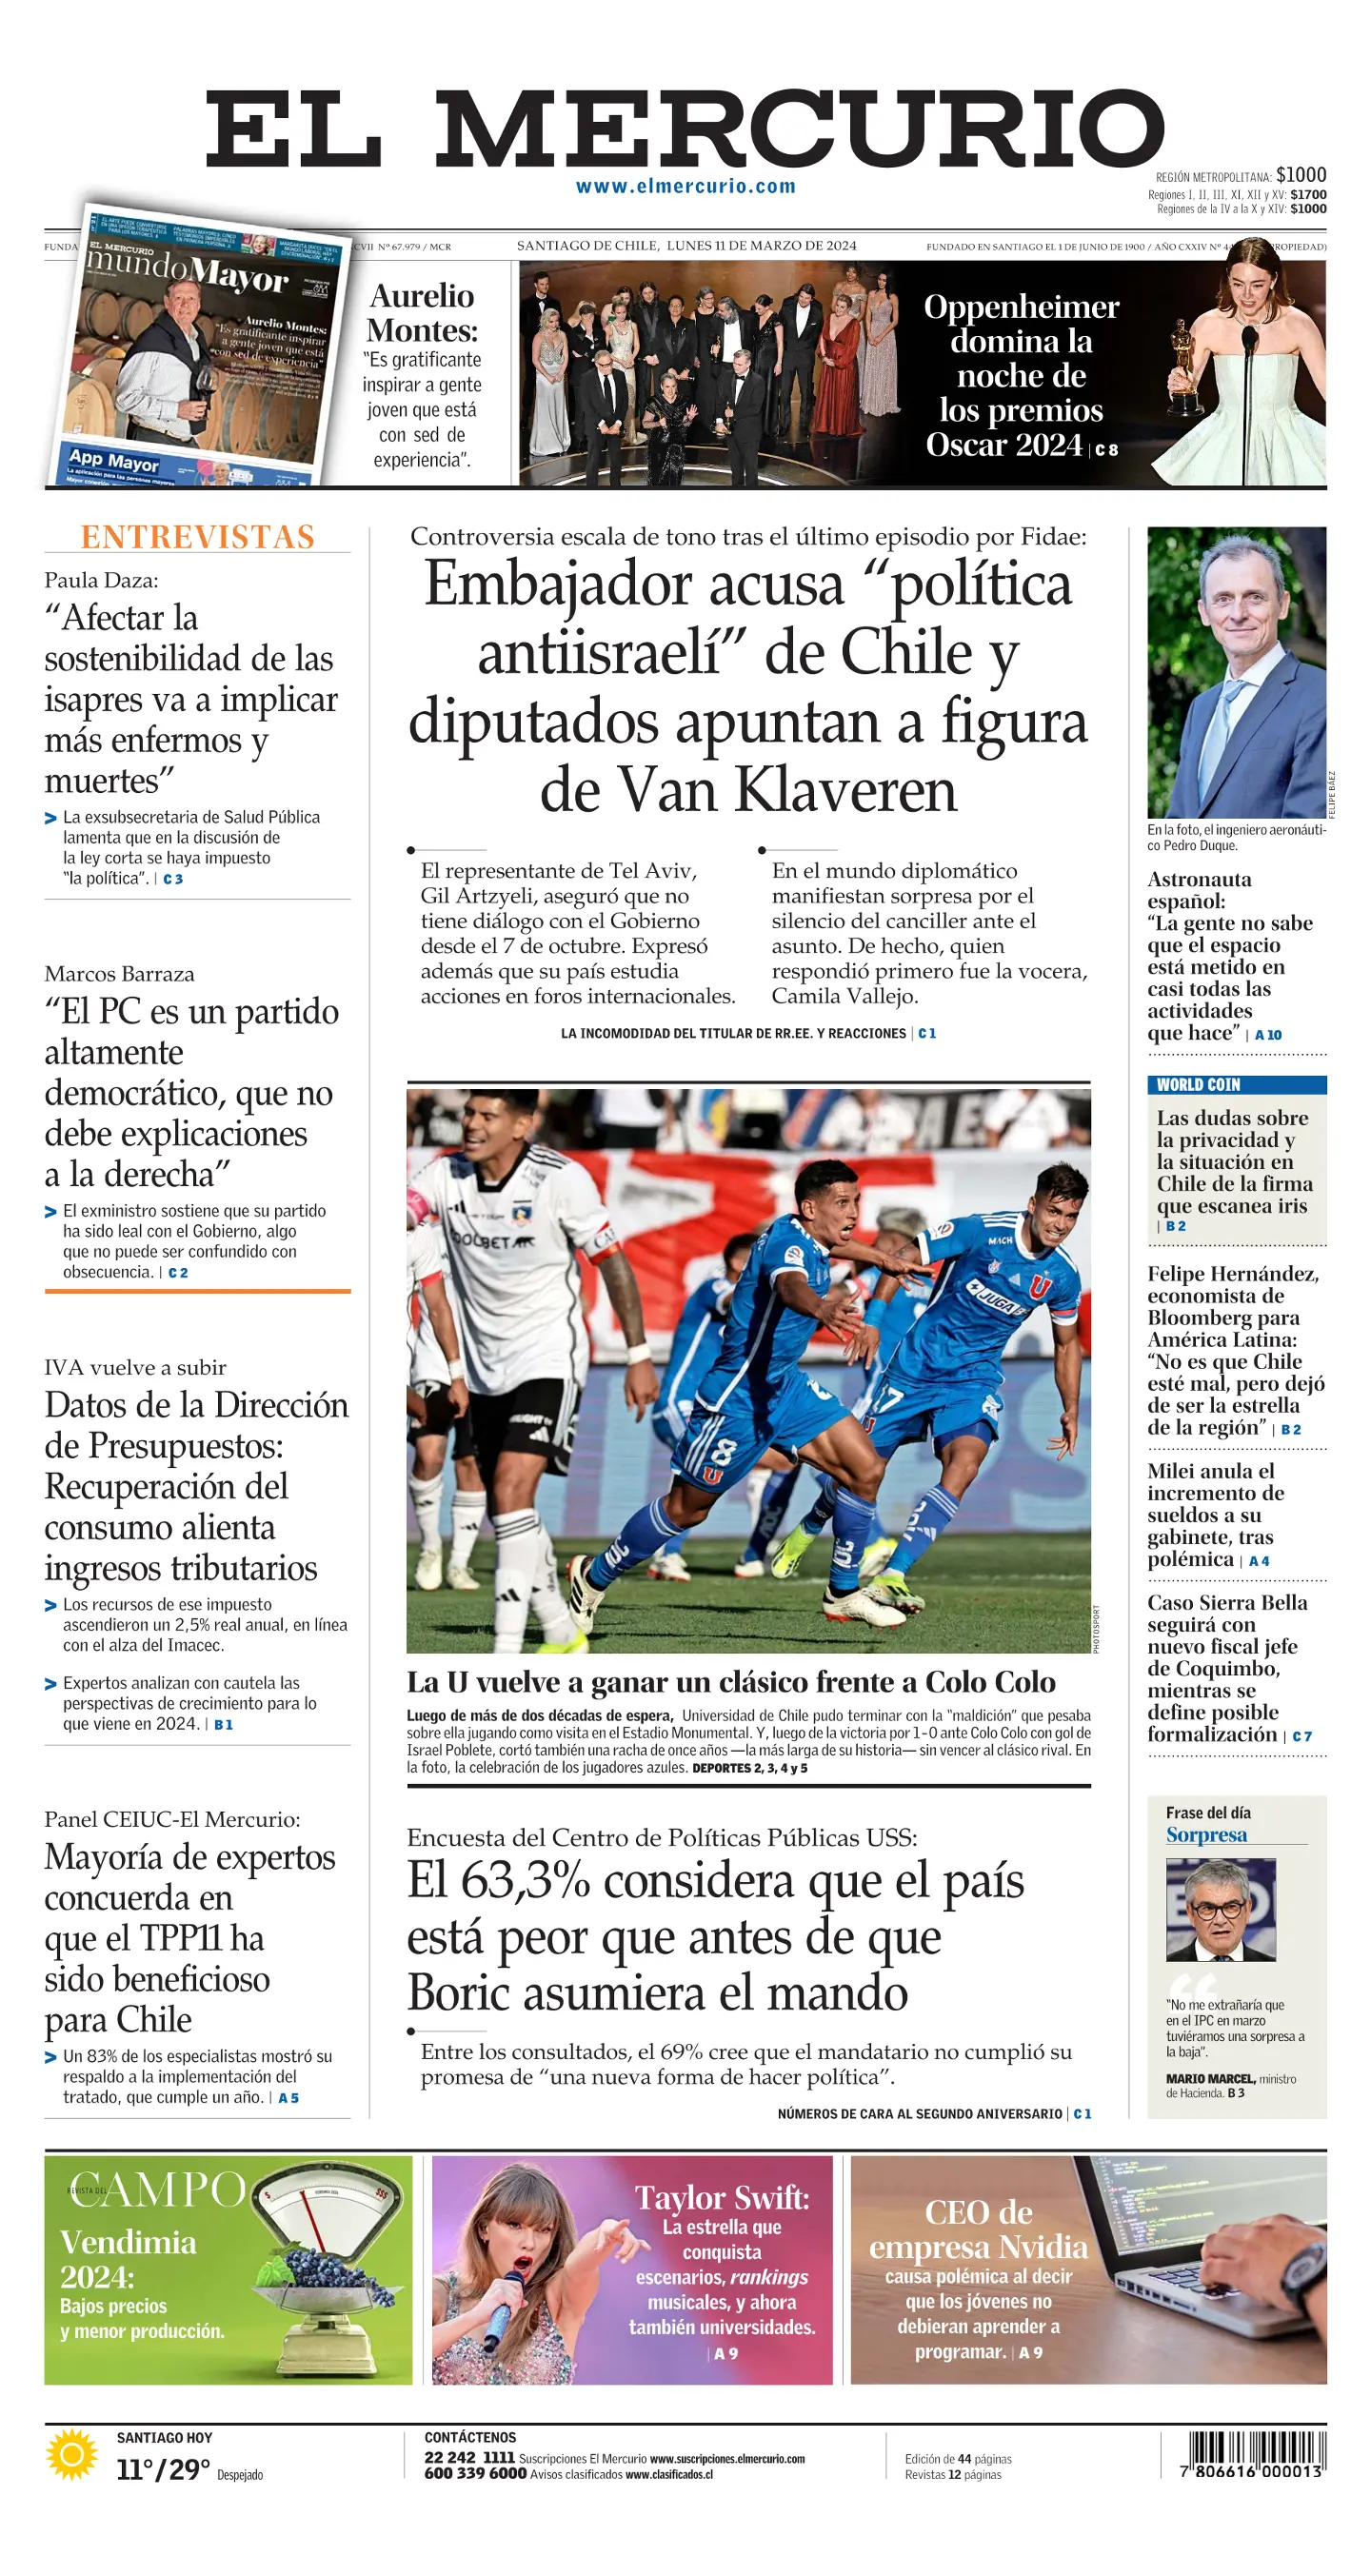 EL MERCURIO
www.elmercurio.com
REGIÓN METROPOLITANA: $1000
Regiones I, II, III, XI, XII y XV: $1700
Regiones de la IV a la X y XIV: $1000
FUNDA
CVII Nº 67.979 / MCR
SANTIAGO DE CHILE, LUNES 11 DE MARZO DE 2024
FUNDADO EN SANTIAGO EL 1 DE JUNIO DE 1900 / AÑO CXXIV Nº 44
ROPIEDAD)
EL MERCURIO
mundoMayor
Aurelio Montes:
"Es gratificante inspirar
a gente joven que está
con sed de experiencia"
App Mayor
La aplicación para las personas mayores
Aurelio
Montes:
"Es gratificante
inspirar a gente
joven que está
con sed de
experiencia".
Oppenheimer
domina la
noche de
los premios
Oscar 2024 | C 8
ENTREVISTAS
Paula Daza:
“Afectar la
sostenibilidad de las
isapres va a implicar
más enfermos y
muertes”
> La exsubsecretaria de Salud Pública
lamenta que en la discusión de
la ley corta se haya impuesto
“la política”. | C 3
Marcos Barraza
“El PC es un partido
altamente
democrático, que no
debe explicaciones
a la derecha”
> El exministro sostiene que su partido
ha sido leal con el Gobierno, algo
que no puede ser confundido con
obsecuencia. | C 2
IVA vuelve a subir
Datos de la Dirección
de Presupuestos:
Recuperación del
consumo alienta
ingresos tributarios
> Los recursos de ese impuesto
ascendieron un 2,5% real anual, en línea
con el alza del Imacec.
> Expertos analizan con cautela las
perspectivas de crecimiento para lo
que viene en 2024. | B 1
Panel CEIUC-El Mercurio:
Mayoría de expertos
concuerda en
que el TPP11 ha
sido beneficioso
para Chile
> Un 83% de los especialistas mostró su
respaldo a la implementación del
tratado, que cumple un año. | A 5
Controversia escala de tono tras el último episodio por Fidae:
Embajador acusa “política
antiisraelí” de Chile y
diputados apuntan a figura
de Van Klaveren
El representante de Tel Aviv,
Gil Artzyeli, aseguró que no
tiene diálogo con el Gobierno
desde el 7 de octubre. Expresó
además que su país estudia
acciones en foros internacionales.
En el mundo diplomático
manifiestan sorpresa por el
silencio del canciller ante el
asunto. De hecho, quien
respondió primero fue la vocera,
Camila Vallejo.
LA INCOMODIDAD DEL TITULAR DE RR.EE. Y REACCIONES | C 1
MACH
JUGA
U
8
U
17
20
20
PHOTOSPORT
La U vuelve a ganar un clásico frente a Colo Colo
Luego de más de dos décadas de espera, Universidad de Chile pudo terminar con la “maldición” que pesaba
sobre ella jugando como visita en el Estadio Monumental. Y, luego de la victoria por 1-0 ante Colo Colo con gol de
Israel Poblete, cortó también una racha de once años —la más larga de su historia— sin vencer al clásico rival. En
la foto, la celebración de los jugadores azules. DEPORTES 2, 3, 4 y 5
Encuesta del Centro de Políticas Públicas USS:
El 63,3% considera que el país
está peor que antes de que
Boric asumiera el mando
Entre los consultados, el 69% cree que el mandatario no cumplió su
promesa de “una nueva forma de hacer política”.
NÚMEROS DE CARA AL SEGUNDO ANIVERSARIO | C 1
FELIPE BÁEZ
En la foto, el ingeniero aeronáuti-
co Pedro Duque.
Astronauta
español:
“La gente no sabe
que el espacio
está metido en
casi todas las
actividades
que hace” | A 10
WORLD COIN
Las dudas sobre
la privacidad y
la situación en
Chile de la firma
que escanea iris
| B 2
Felipe Hernández,
economista de
Bloomberg para
América Latina:
“No es que Chile
esté mal, pero dejó
de ser la estrella
de la región” | B 2
Milei anula el
incremento de
sueldos a su
gabinete, tras
polémica | A 4
Caso Sierra Bella
seguirá con
nuevo fiscal jefe
de Coquimbo,
mientras se
define posible
formalización | C 7
Frase del día
Sorpresa
“No me extrañaría que
en el IPC en marzo
tuviéramos una sorpresa a
la baja”.
MARIO MARCEL, ministro
de Hacienda. B 3
REVISTA DEL
CAMPO
Vendimia
2024:
Bajos precios
y menor producción.
$
$$$
Taylor Swift:
La estrella que
conquista
escenarios, rankings
musicales, y ahora
también universidades.
| A 9
CEO de
empresa Nvidia
causa polémica al decir
que los jóvenes no
debieran aprender a
programar. | A 9
SANTIAGO HOY
11°/29° Despejado
CONTÁCTENOS
22 242 1111 Suscripciones El Mercurio www.suscripciones.elmercurio.com
600 339 6000 Avisos clasificados www.clasificados.cl
Edición de 44 páginas
Revistas 12 páginas
7 806616 000013